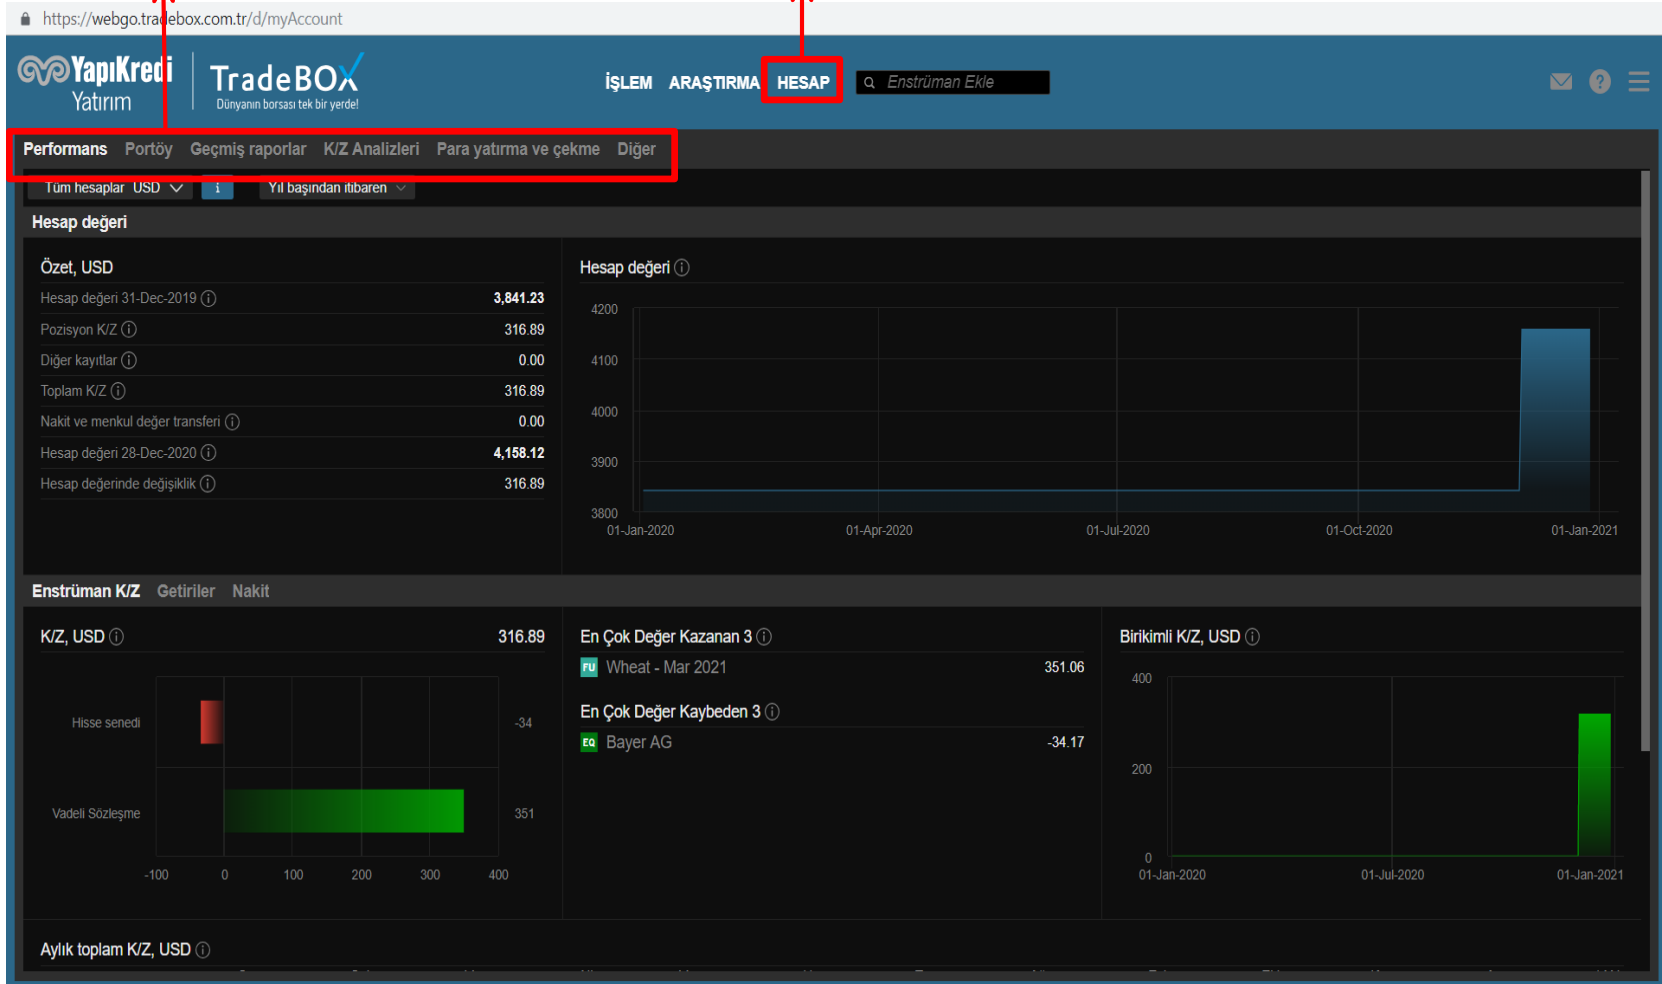 https://webgo.tradebox.com.tr/d/myAccount
YapıKredi
Yatırım
TradeBOX
Dünyanın borsası tek bir yerde!
İŞLEM ARAŞTIRMA HESAP Enstrüman Ekle
Performans Portöy Geçmiş raporlar K/Z Analizleri Para yatırma ve çekme Diğer
Tüm hesaplar USD i Yıl başından itibaren
Hesap değeri
Özet, USD
Hesap değeri 31-Dec-2019 3,841.23
Pozisyon K/Z 316.89
Diğer kayıtlar 0.00
Toplam K/Z 316.89
Nakit ve menkul değer transferi 0.00
Hesap değeri 28-Dec-2020 4,158.12
Hesap değerinde değişiklik 316.89
Hesap değeri
4200
4100
4000
3900
3800
01-Jan-2020 01-Apr-2020 01-Jul-2020 01-Oct-2020 01-Jan-2021
Enstrüman K/Z Getiriler Nakit
K/Z, USD 316.89
Hisse senedi -34
Vadeli Sözleşme 351
-100 0 100 200 300 400
En Çok Değer Kazanan 3
FU Wheat - Mar 2021 351.06
En Çok Değer Kaybeden 3
EQ Bayer AG -34.17
Birikimli K/Z, USD
400
200
0
01-Jan-2020 01-Jul-2020 01-Jan-2021
Aylık toplam K/Z, USD